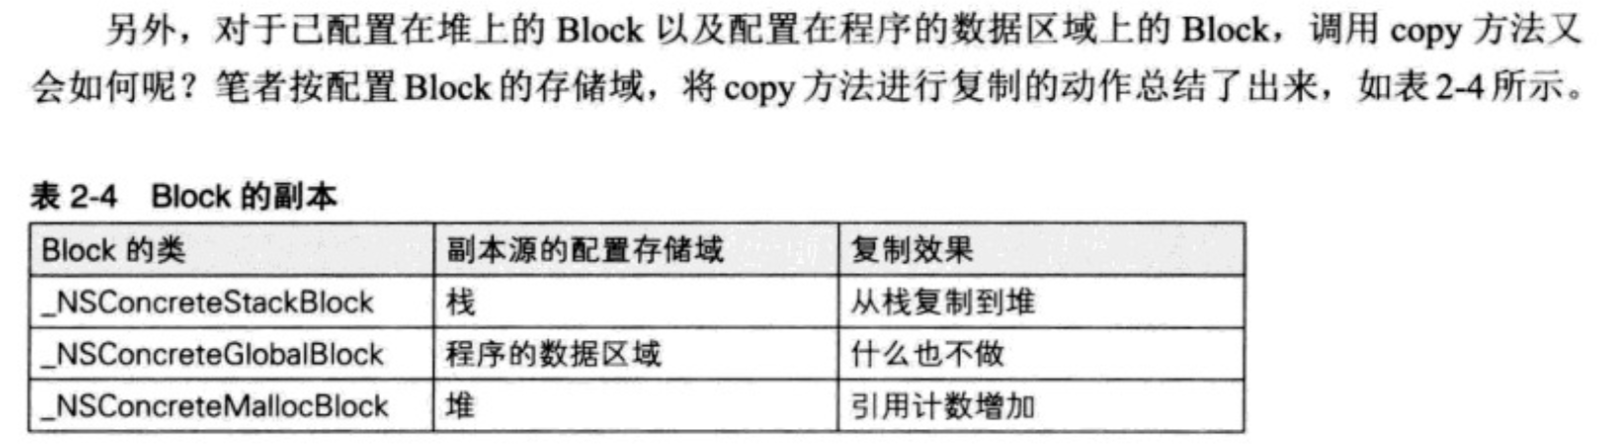 另外，对于已配置在堆上的 Block 以及配置在程序的数据区域上的 Block，调用 copy 方法又
会如何呢？笔者按配置 Block 的存储域，将 copy 方法进行复制的动作总结了出来，如表 2-4 所示。
表 2-4 Block 的副本
Block 的类 副本源的配置存储域 复制效果
_NSConcreteStackBlock 栈 从栈复制到堆
_NSConcreteGlobalBlock 程序的数据区域 什么也不做
_NSConcreteMallocBlock 堆 引用计数增加